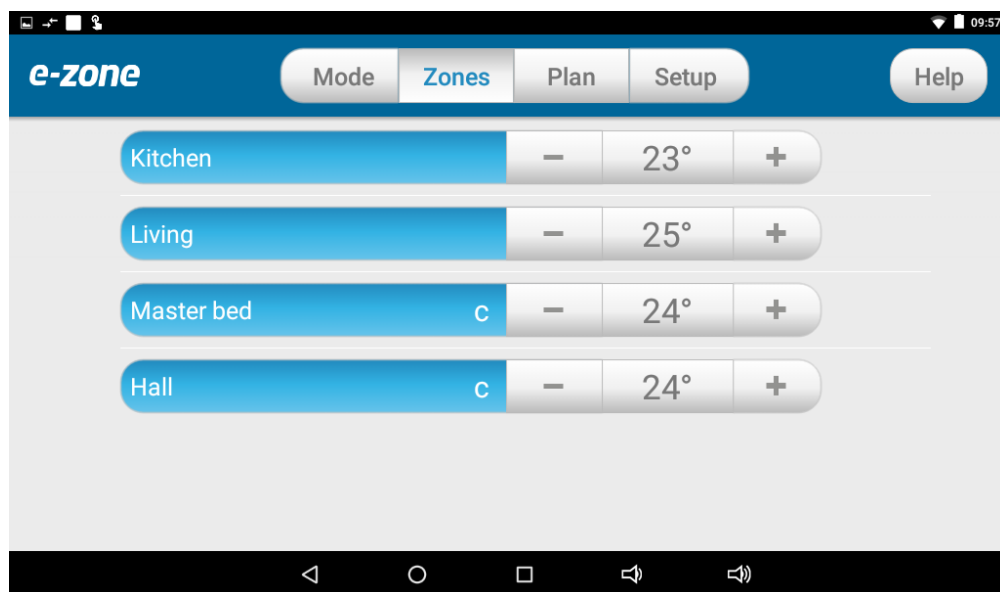 09:57
e-zone Mode Zones Plan Setup Help
Kitchen − 23° +
Living − 25° +
Master bed c − 24° +
Hall c − 24° +